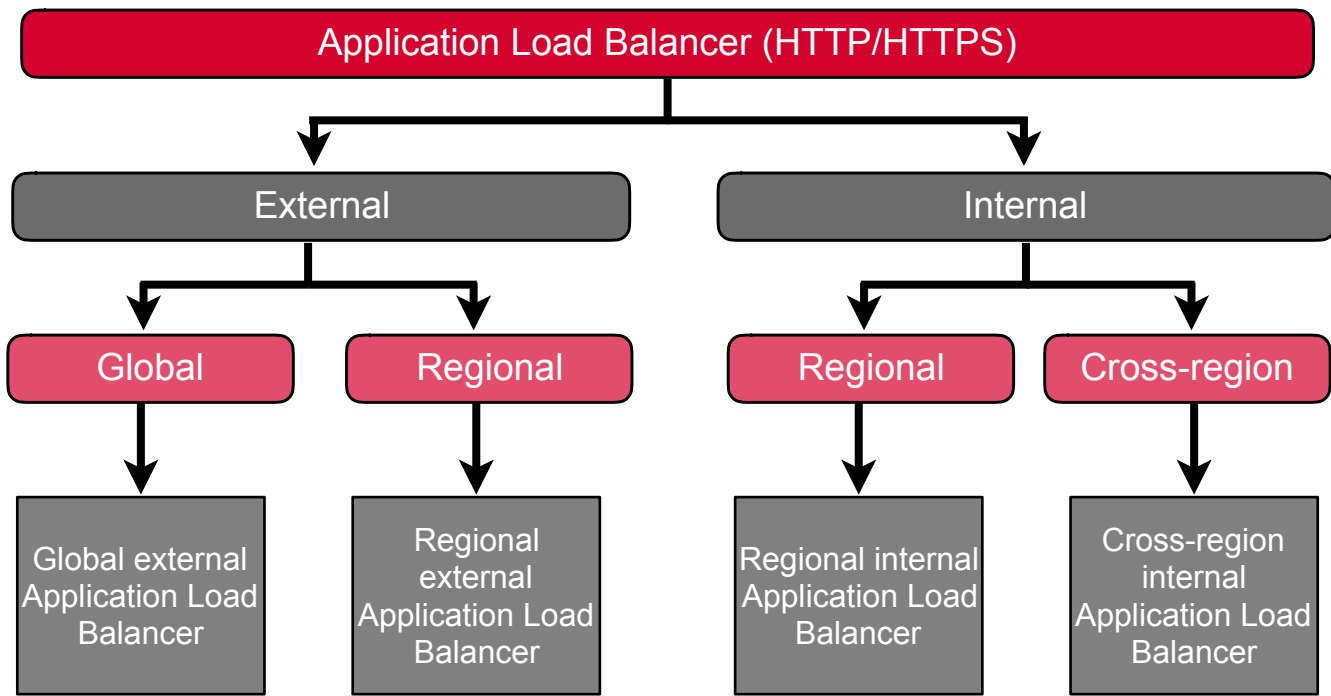 Application Load Balancer (HTTP/HTTPS)
External
Internal
Global
Regional
Regional
Cross-region
Global external
Application Load
Balancer
Regional
external
Application Load
Balancer
Regional internal
Application Load
Balancer
Cross-region
internal
Application Load
Balancer